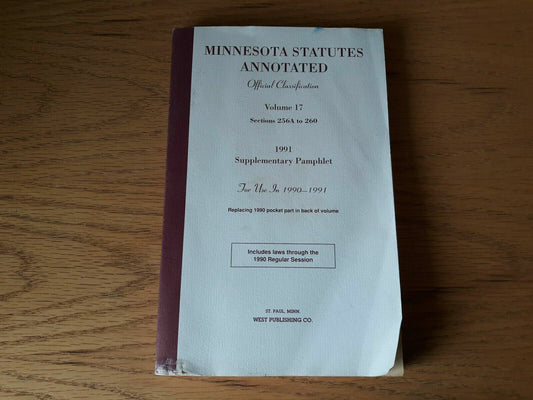 MINNESOTA STATUTES
ANNOTATED
Official Classification
Volume 17
Sections 256A to 260
1991
Supplementary Pamphlet
For Use In 1990–1991
Replacing 1990 pocket part in back of volume
Includes laws through the
1990 Regular Session
ST. PAUL, MINN.
WEST PUBLISHING CO.